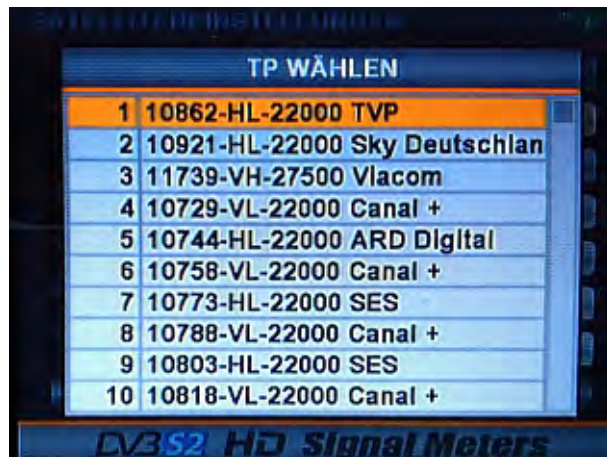 TP WÄHLEN
1 10862-HL-22000 TVP
2 10921-HL-22000 Sky Deutschlan
3 11739-VH-27500 Viacom
4 10729-VL-22000 Canal +
5 10744-HL-22000 ARD Digital
6 10758-VL-22000 Canal +
7 10773-HL-22000 SES
8 10788-VL-22000 Canal +
9 10803-HL-22000 SES
10 10818-VL-22000 Canal +
S2 HD Signal Meters